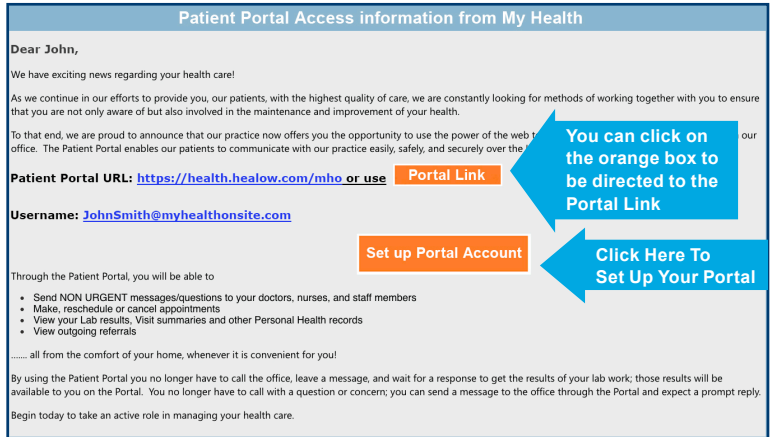 Patient Portal Access information from My Health
Dear John,
We have exciting news regarding your health care!
As we continue in our efforts to provide you, our patients, with the highest quality of care, we are constantly looking for methods of working together with you to ensure
that you are not only aware of but also involved in the maintenance and improvement of your health.
To that end, we are proud to announce that our practice now offers you the opportunity to use the power of the web
our
office. The Patient Portal enables our patients to communicate with our practice easily, safely, and securely over the
You can click on
the orange box to
be directed to the
Portal Link
Patient Portal URL: https://health.healow.com/mho or use Portal Link
Username: JohnSmith@myhealthonsite.com
Set up Portal Account
Click Here To
Set Up Your Portal
Through the Patient Portal, you will be able to
• Send NON URGENT messages/questions to your doctors, nurses, and staff members
• Make, reschedule or cancel appointments
• View your Lab results, Visit summaries and other Personal Health records
• View outgoing referrals
....... all from the comfort of your home, whenever it is convenient for you!
By using the Patient Portal you no longer have to call the office, leave a message, and wait for a response to get the results of your lab work; those results will be
available to you on the Portal. You no longer have to call with a question or concern; you can send a message to the office through the Portal and expect a prompt reply.
Begin today to take an active role in managing your health care.